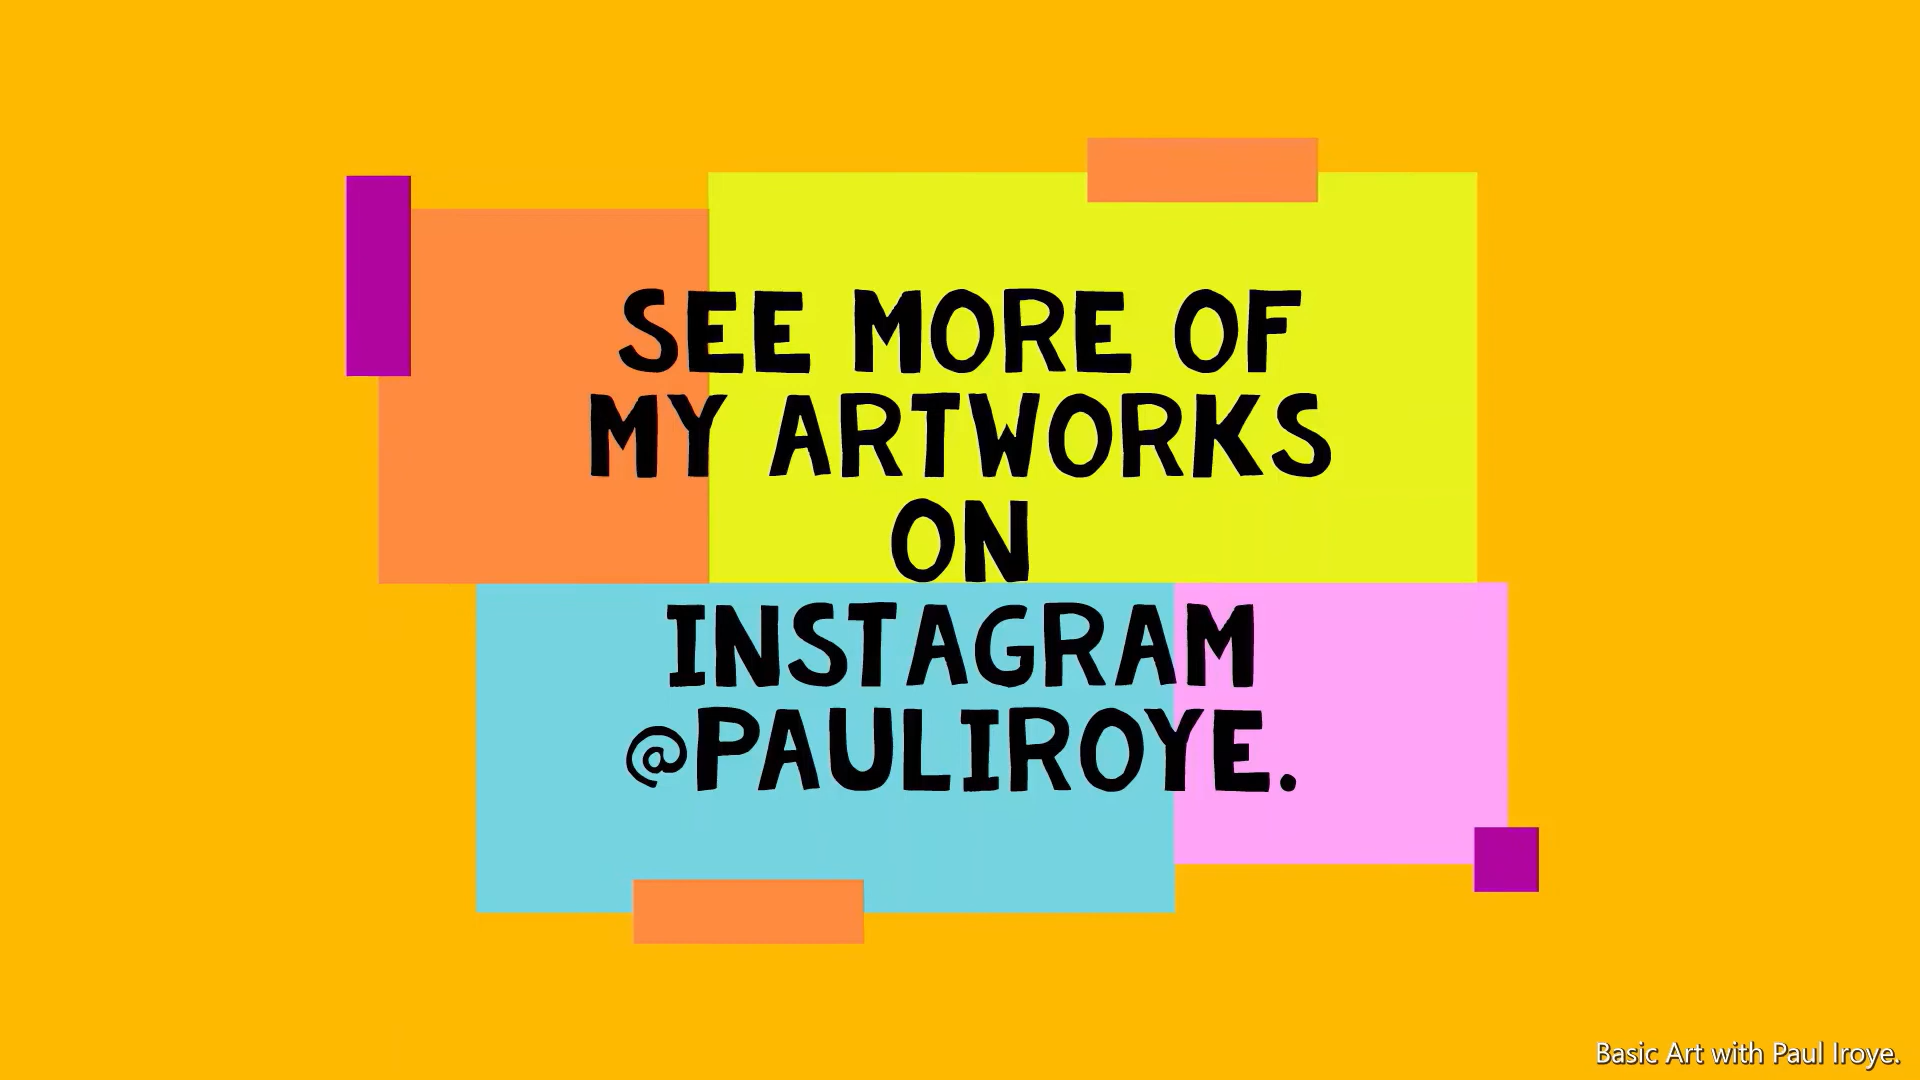 SEE MORE OF
MY ARTWORKS
ON
INSTAGRAM
@PAULIROYE.
Basic Art with Paul Iroye.